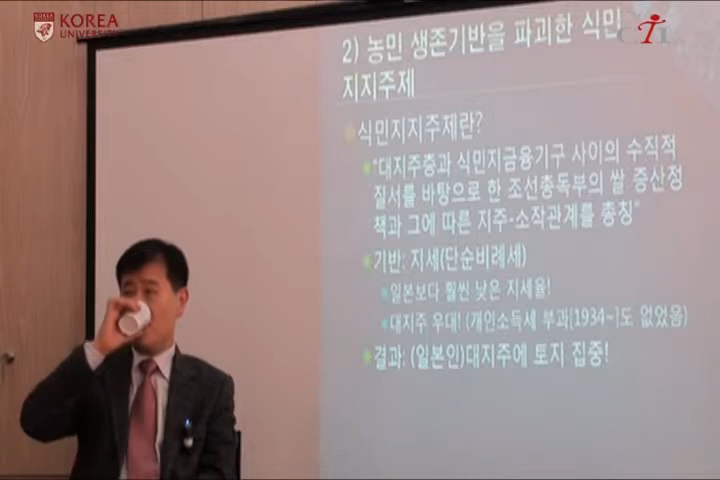 KOREA
UNIVERSITY
CTL
2) 농민 생존기반을 파괴한 식민
지지주제
식민지지주제란?
"대지주층과 식민지금융기구 사이의 수직적
질서를 바탕으로 한 조선총독부의 쌀 증산정
책과 그에 따른 지주-소작관계를 총칭"
기반: 지세(단순비례세)
일본보다 훨씬 낮은 지세율!
대지주 우대! (개인소득세 부과[1934~]도 없었음)
결과: (일본인)대지주에 토지 집중!